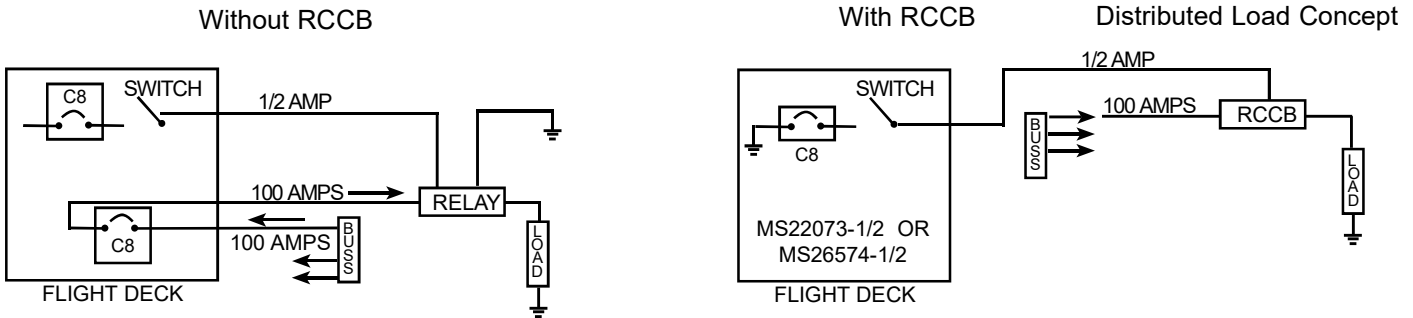 Without RCCB
C8
SWITCH
1/2 AMP
100 AMPS
RELAY
C8
100 AMPS
BUSS
LOAD
FLIGHT DECK
With RCCB
Distributed Load Concept
1/2 AMP
SWITCH
C8
BUSS
100 AMPS
RCCB
LOAD
MS22073-1/2 OR
MS26574-1/2
FLIGHT DECK